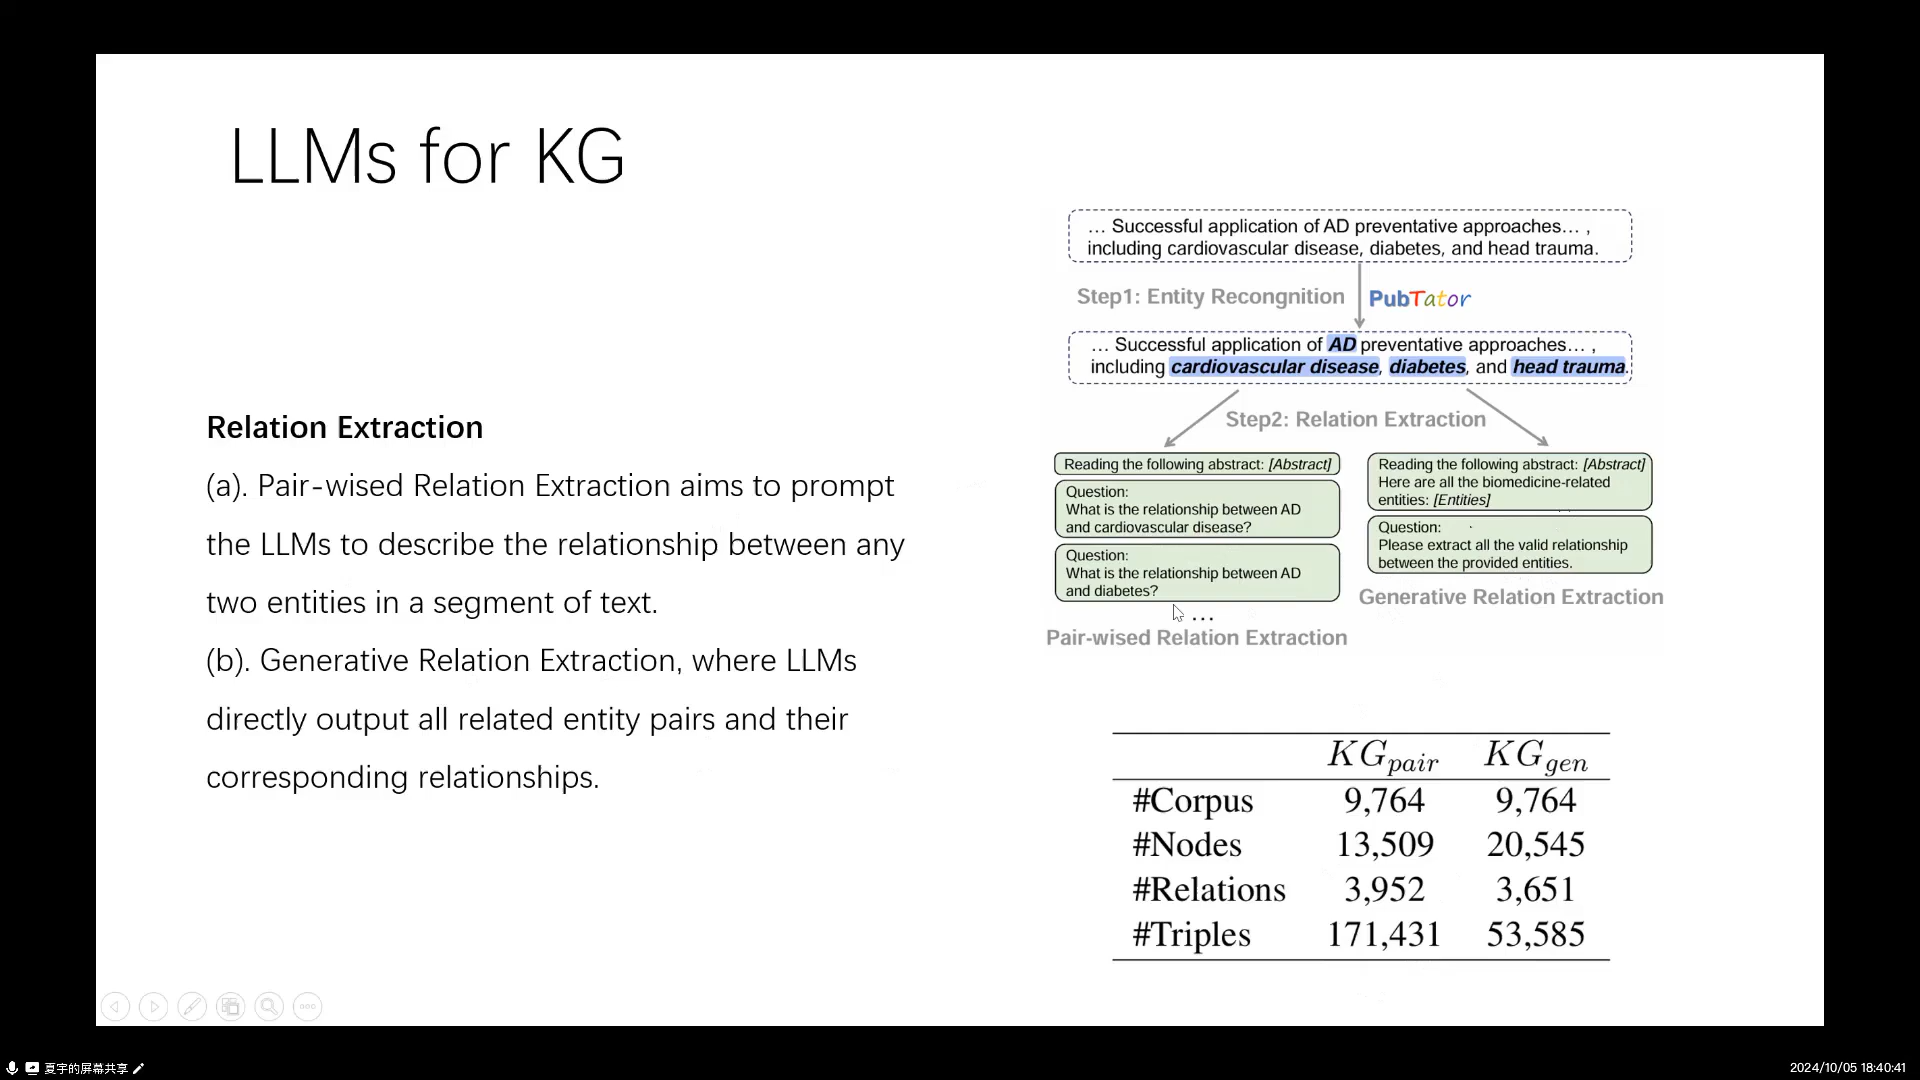 LLMs for KG
Relation Extraction
(a). Pair-wised Relation Extraction aims to prompt
the LLMs to describe the relationship between any
two entities in a segment of text.
(b). Generative Relation Extraction, where LLMs
directly output all related entity pairs and their
corresponding relationships.
… Successful application of AD preventative approaches… ,
including cardiovascular disease, diabetes, and head trauma.
Step1: Entity Recongnition
PubTator
… Successful application of AD preventative approaches… ,
including cardiovascular disease, diabetes, and head trauma.
Step2: Relation Extraction
Reading the following abstract: [Abstract]
Question:
What is the relationship between AD
and cardiovascular disease?
Question:
What is the relationship between AD
and diabetes?
…
Pair-wised Relation Extraction
Reading the following abstract: [Abstract]
Here are all the biomedicine-related
entities: [Entities]
Question:
Please extract all the valid relationship
between the provided entities.
Generative Relation Extraction
KGpair KGgen
#Corpus 9,764 9,764
#Nodes 13,509 20,545
#Relations 3,952 3,651
#Triples 171,431 53,585
夏宇的屏幕共享
2024/10/05 18:40:41